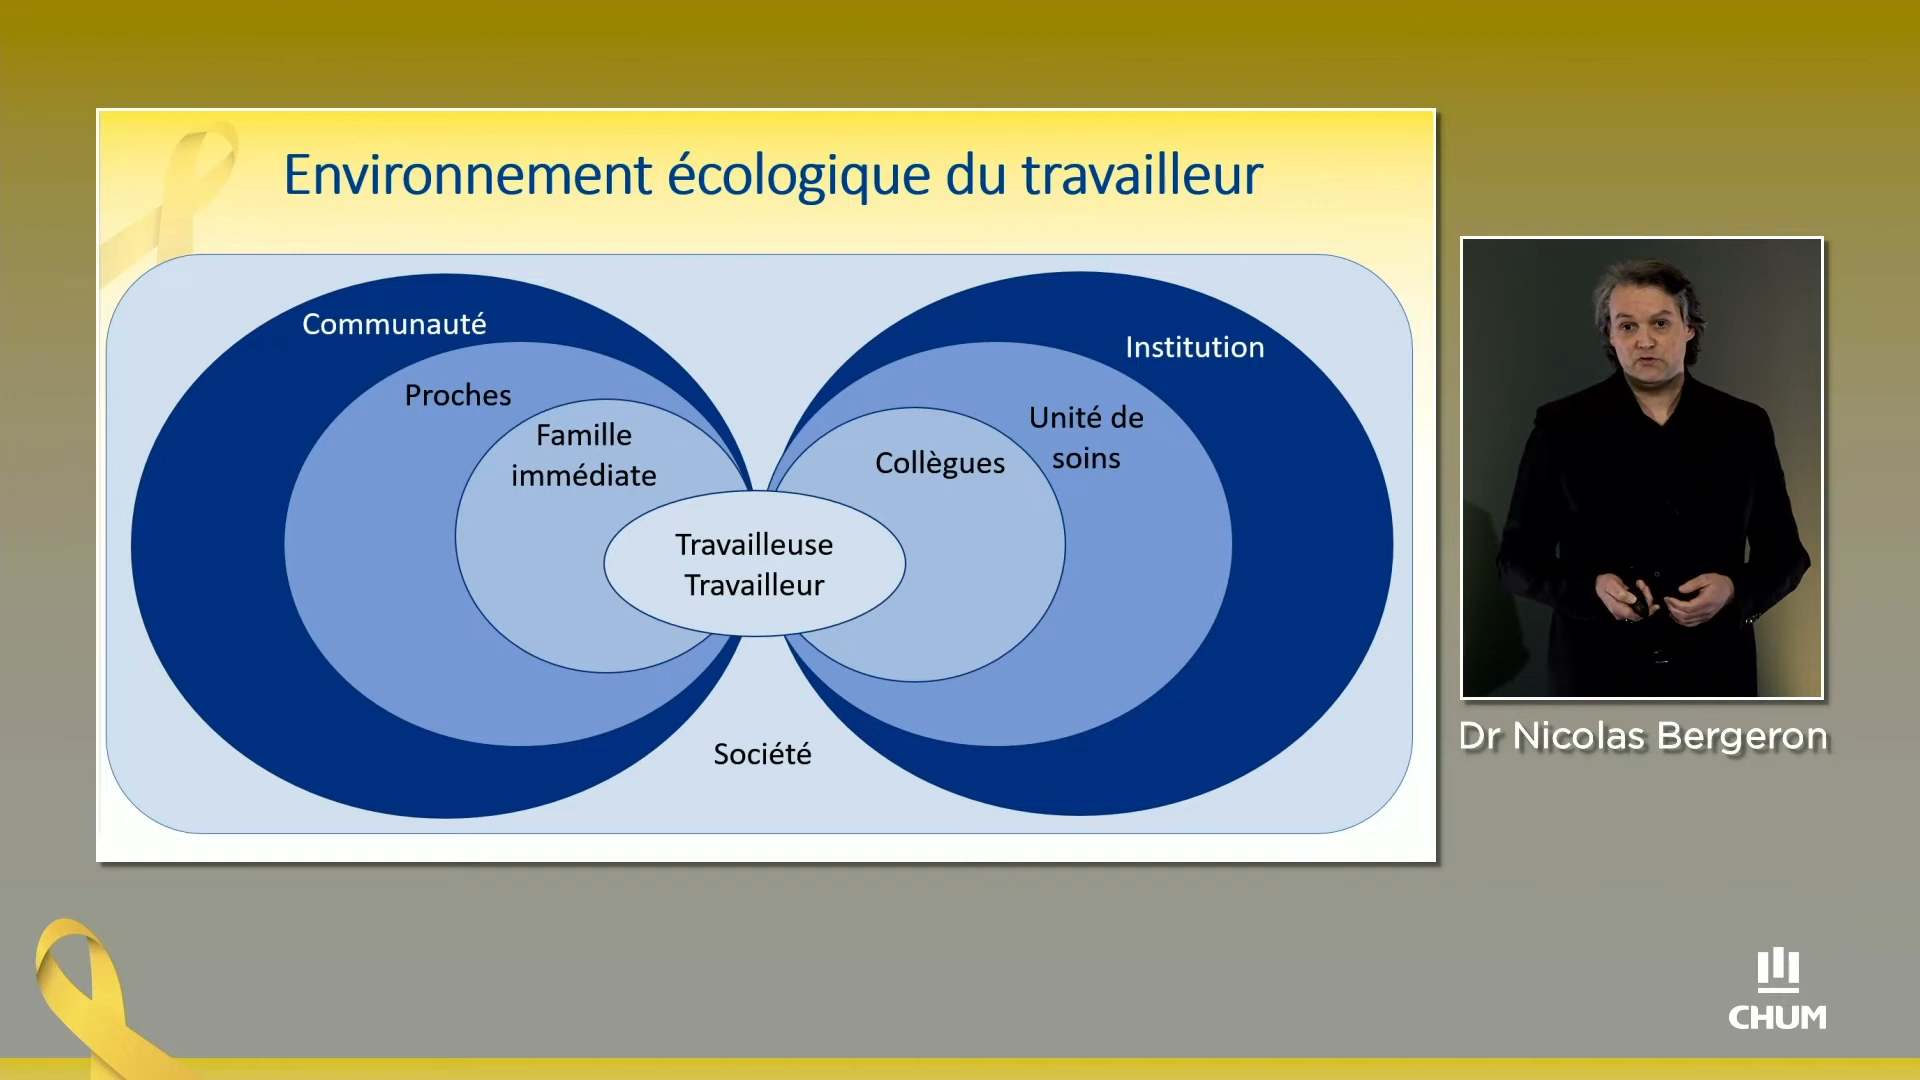 Environnement écologique du travailleur
Communauté
Institution
Proches
Unité de
soins
Famille
immédiate
Collègues
Travailleuse
Travailleur
Société
Dr Nicolas Bergeron
CHUM